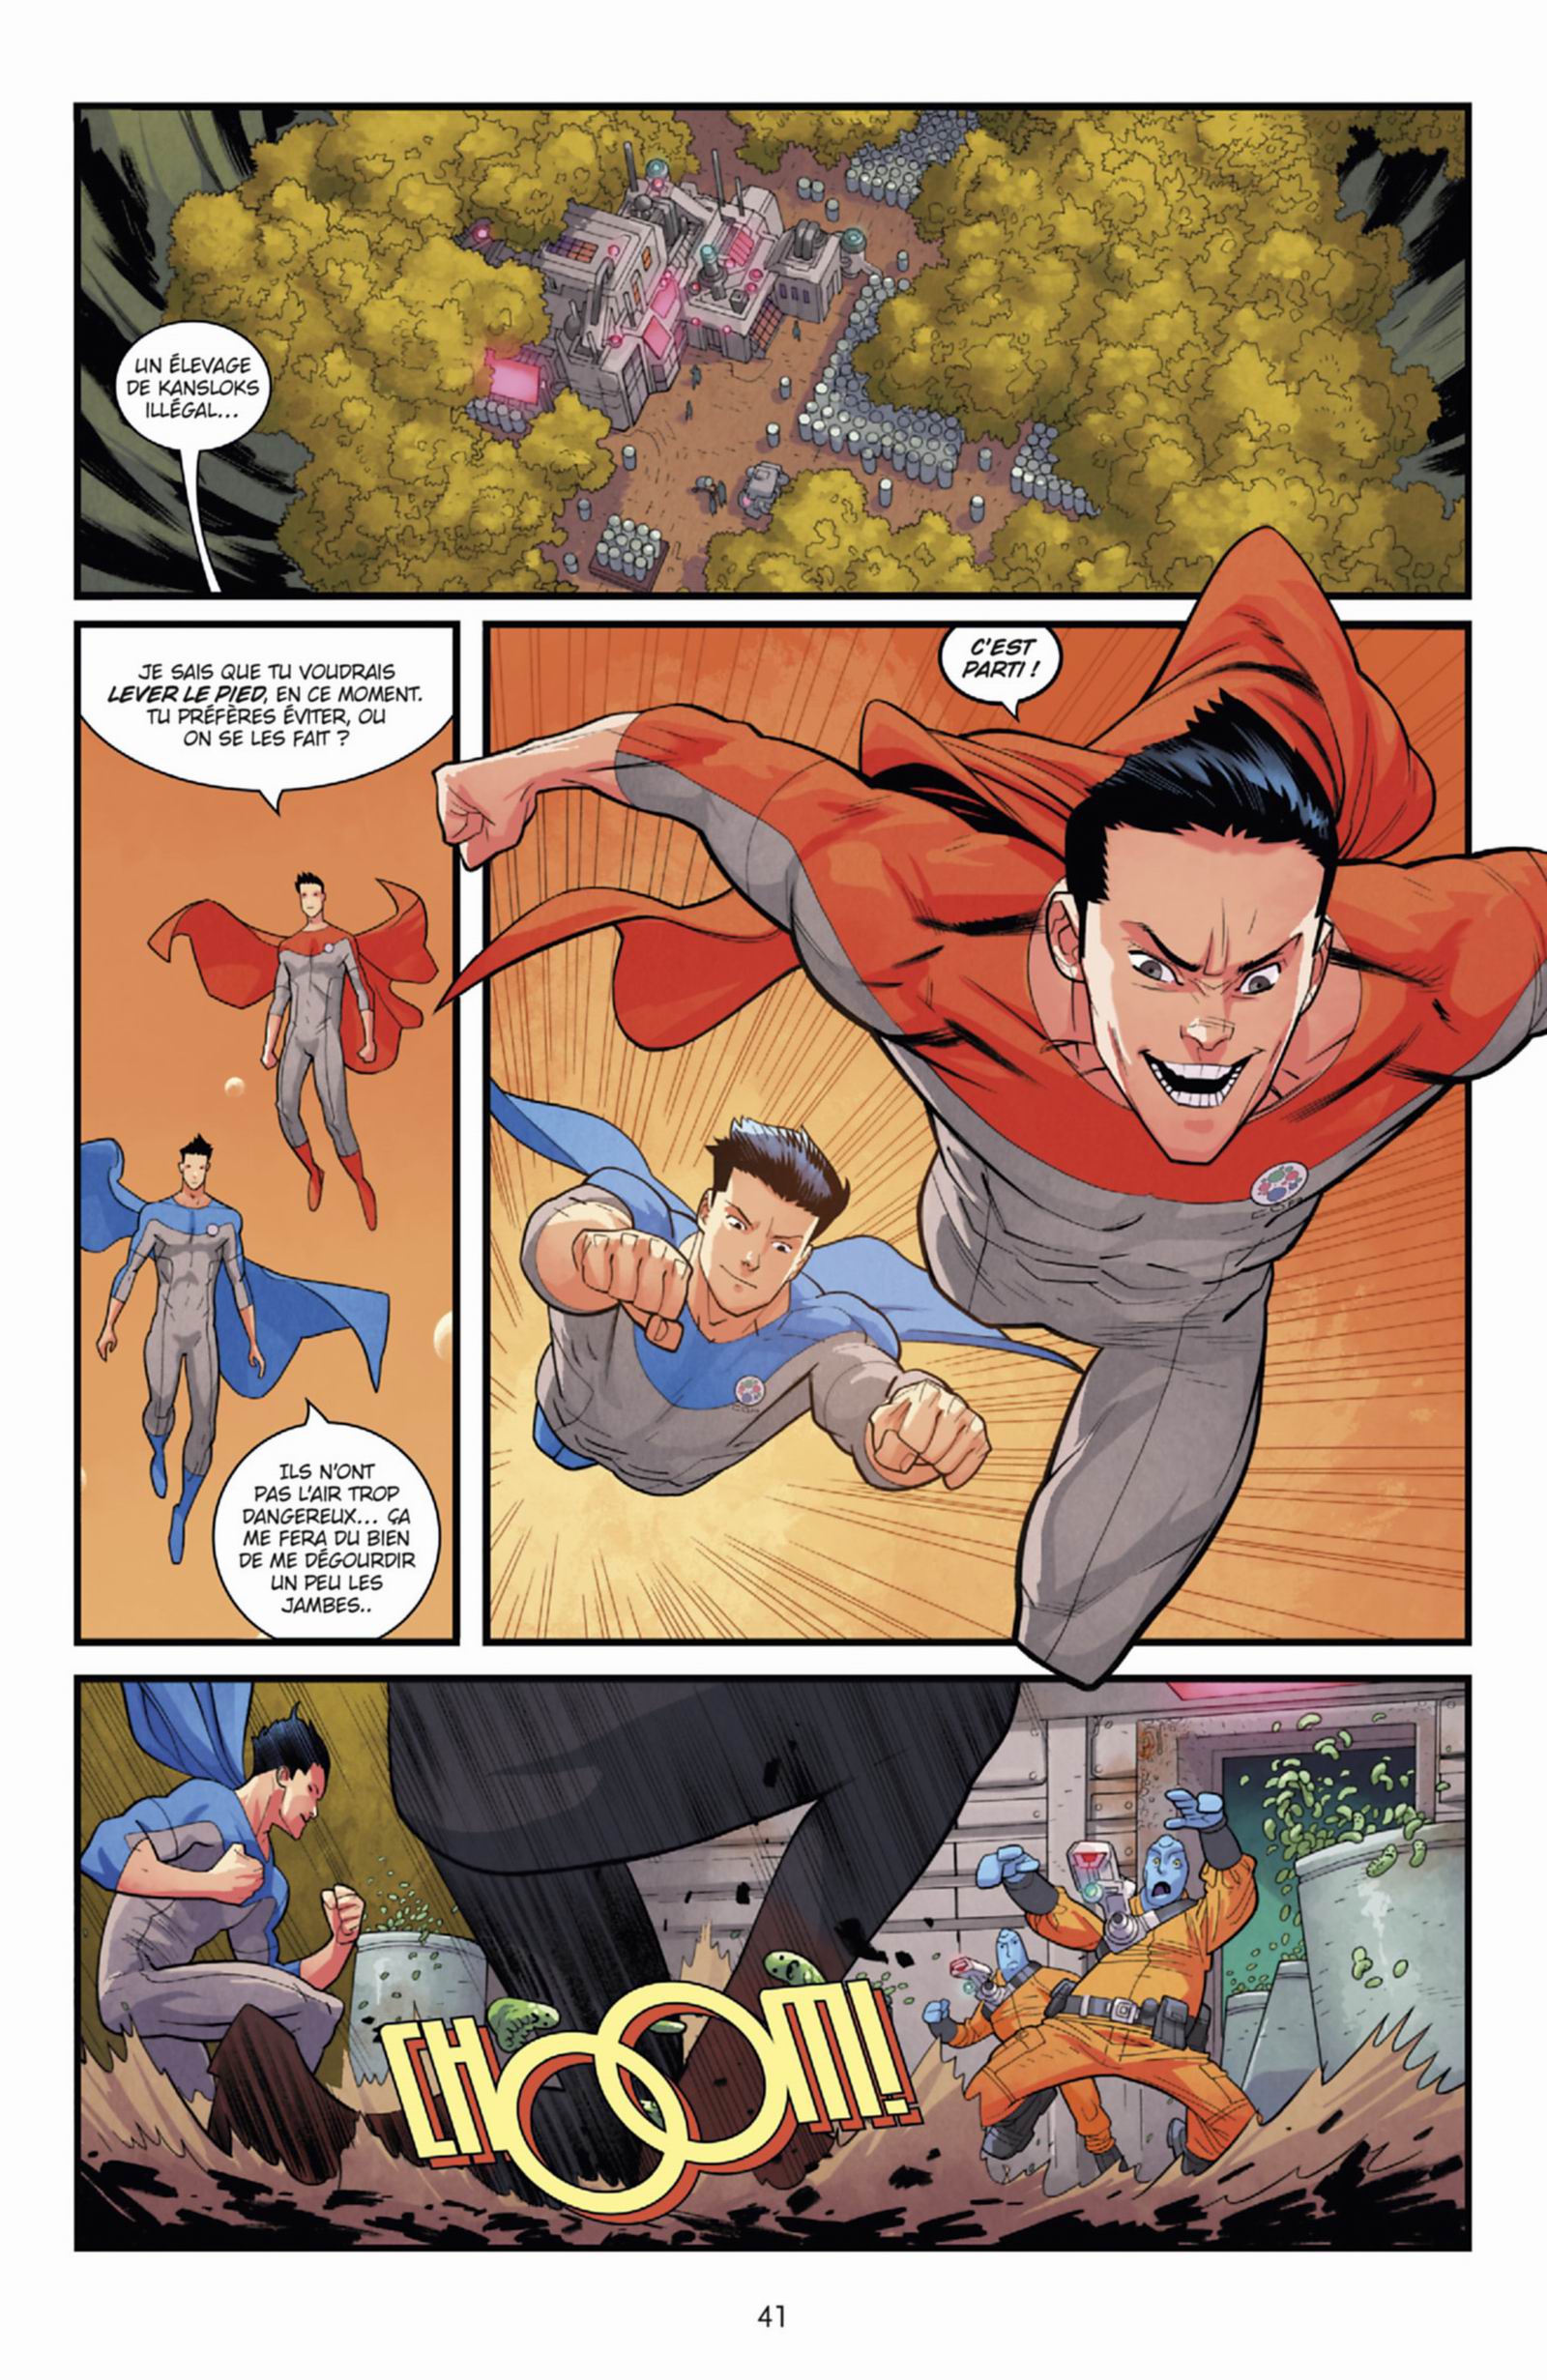 UN ÉLEVAGE
DE KANSLOKS
ILLÉGAL...
JE SAIS QUE TU VOUDRAIS
LEVER LE PIED, EN CE MOMENT.
TU PRÉFÈRES ÉVITER, OU
ON SE LES FAIT ?
ILS N'ONT
PAS L'AIR TROP
DANGEREUX... ÇA
ME FERA DU BIEN
DE ME DÉGOURDIR
UN PEU LES
JAMBES..
C'EST
PARTI !
CHOOM!
41